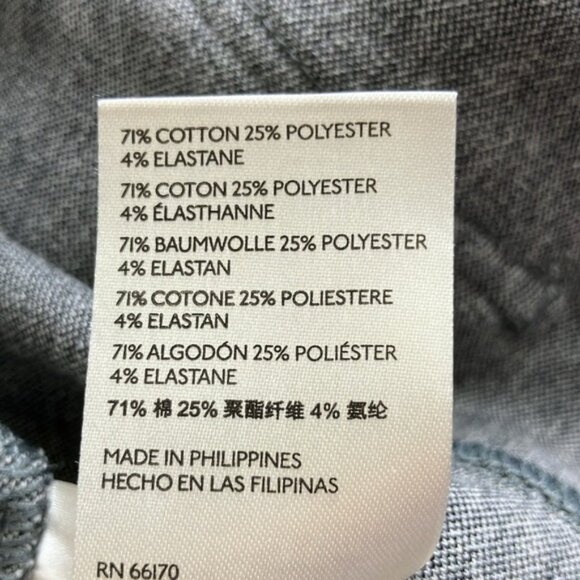 71% COTTON 25% POLYESTER
4% ELASTANE
71% COTON 25% POLYESTER
4% ÉLASTHANNE
71% BAUMWOLLE 25% POLYESTER
4% ELASTAN
71% COTONE 25% POLIESTERE
4% ELASTAN
71% ALGODÓN 25% POLIÉSTER
4% ELASTANE
71% 棉 25% 聚酯纤维 4% 氨纶
MADE IN PHILIPPINES
HECHO EN LAS FILIPINAS
RN 66170